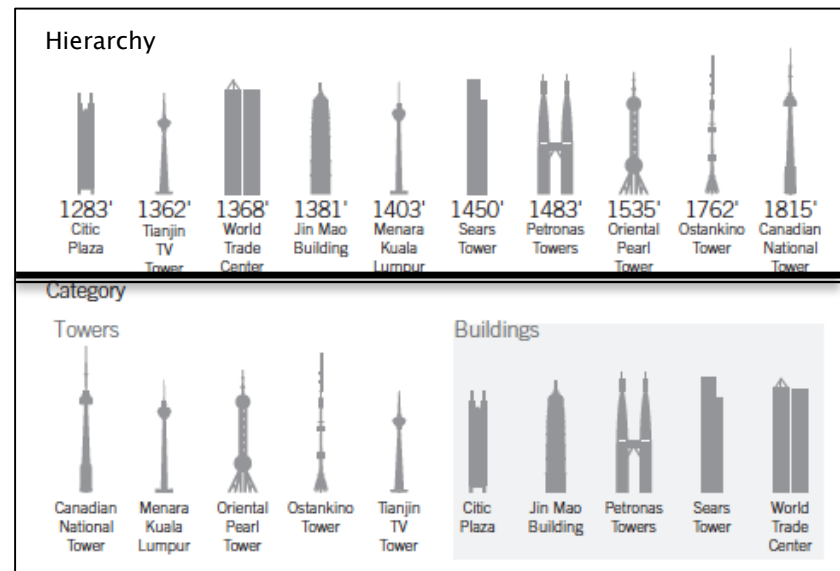 Hierarchy
1283' 1362' 1368' 1381' 1403' 1450' 1483' 1535' 1762' 1815'
Citic Tianjin World Jin Mao Menara Sears Petronas Oriental Ostankino Canadian
Plaza TV Trade Building Kuala Tower Towers Pearl Tower National
Tower Center Lumpur Tower Tower
Category
Towers Buildings
Canadian Menara Oriental Ostankino Tianjin Citic Jin Mao Petronas Sears World
National Kuala Pearl Tower TV Plaza Building Towers Tower Trade
Tower Lumpur Tower Tower Center